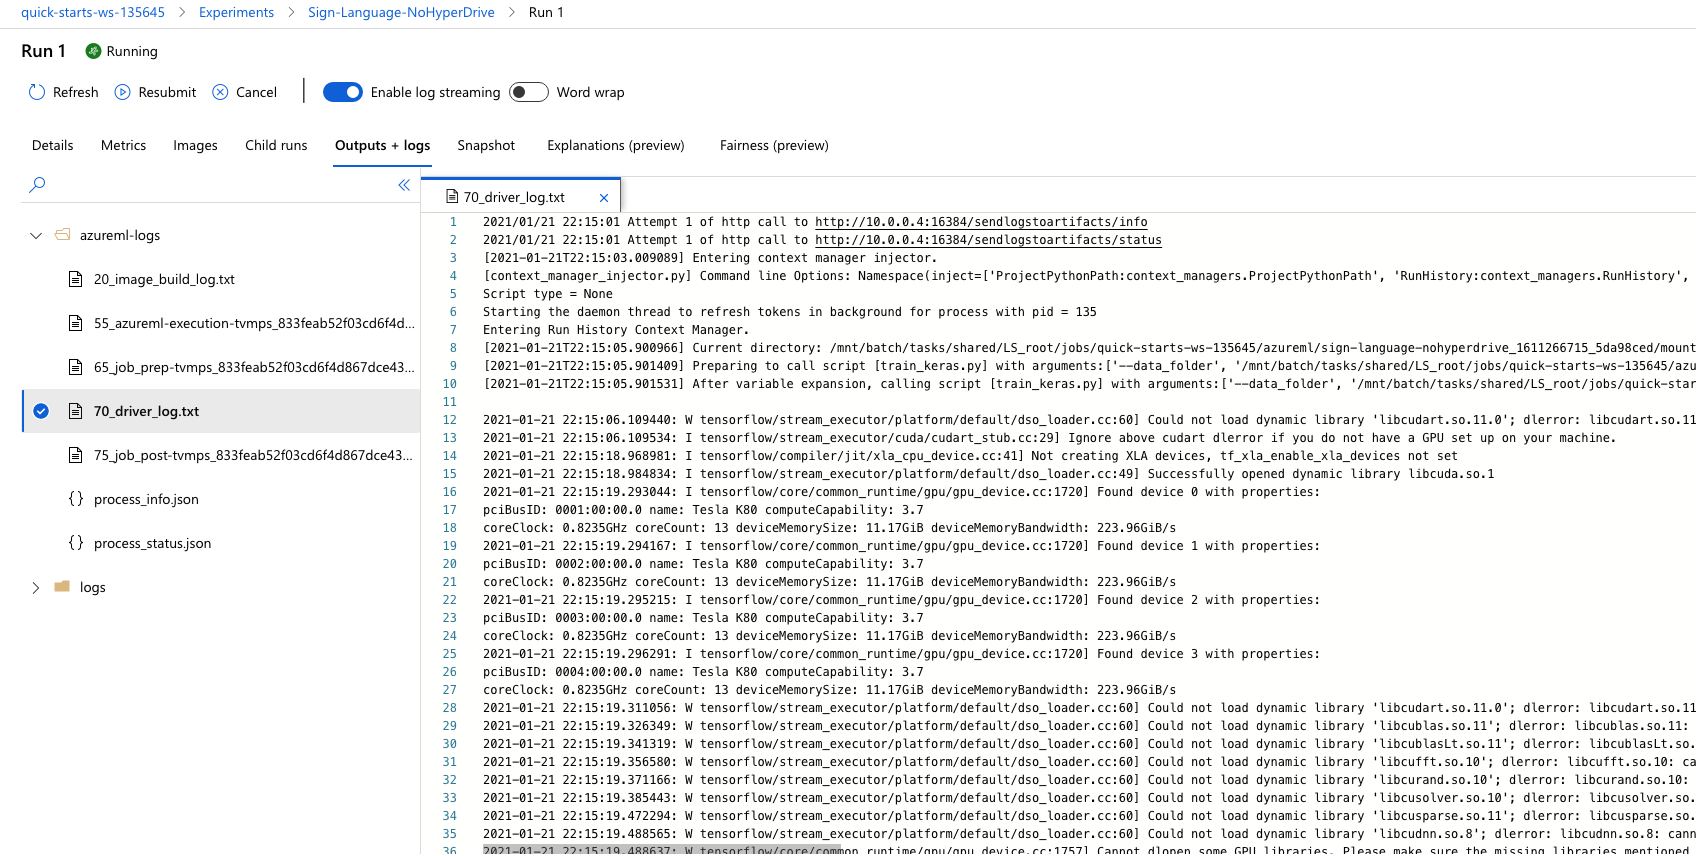 quick-starts-ws-135645 > Experiments > Sign-Language-NoHyperDrive > Run 1
Run 1 Running
Refresh Resubmit Cancel Enable log streaming Word wrap
Details Metrics Images Child runs Outputs + logs Snapshot Explanations (preview) Fairness (preview)
azureml-logs
20_image_build_log.txt
55_azureml-execution-tvmps_833feab52f03cd6f4d...
65_job_prep-tvmps_833feab52f03cd6f4d867dce43...
70_driver_log.txt
75_job_post-tvmps_833feab52f03cd6f4d867dce43...
{} process_info.json
{} process_status.json
logs
70_driver_log.txt
1 2021/01/21 22:15:01 Attempt 1 of http call to http://10.0.0.4:16384/sendlogstoartifacts/info
2 2021/01/21 22:15:01 Attempt 1 of http call to http://10.0.0.4:16384/sendlogstoartifacts/status
3 [2021-01-21T22:15:03.009089] Entering context manager injector.
4 [context_manager_injector.py] Command line Options: Namespace(inject=['ProjectPythonPath:context_managers.ProjectPythonPath', 'RunHistory:context_managers.RunHistory',
5 Script type = None
6 Starting the daemon thread to refresh tokens in background for process with pid = 135
7 Entering Run History Context Manager.
8 [2021-01-21T22:15:05.900966] Current directory: /mnt/batch/tasks/shared/LS_root/jobs/quick-starts-ws-135645/azureml/sign-language-nohyperdrive_1611266715_5da98ced/mount
9 [2021-01-21T22:15:05.901409] Preparing to call script [train_keras.py] with arguments:['--data_folder', '/mnt/batch/tasks/shared/LS_root/jobs/quick-starts-ws-135645/azu
10 [2021-01-21T22:15:05.901531] After variable expansion, calling script [train_keras.py] with arguments:['--data_folder', '/mnt/batch/tasks/shared/LS_root/jobs/quick-star
11
12 2021-01-21 22:15:06.109440: W tensorflow/stream_executor/platform/default/dso_loader.cc:60] Could not load dynamic library 'libcudart.so.11.0'; dlerror: libcudart.so.11
13 2021-01-21 22:15:06.109534: I tensorflow/stream_executor/cuda/cudart_stub.cc:29] Ignore above cudart dlerror if you do not have a GPU set up on your machine.
14 2021-01-21 22:15:18.968981: I tensorflow/compiler/jit/xla_cpu_device.cc:41] Not creating XLA devices, tf_xla_enable_xla_devices not set
15 2021-01-21 22:15:18.984834: I tensorflow/stream_executor/platform/default/dso_loader.cc:49] Successfully opened dynamic library libcuda.so.1
16 2021-01-21 22:15:19.293044: I tensorflow/core/common_runtime/gpu/gpu_device.cc:1720] Found device 0 with properties:
17 pciBusID: 0001:00:00.0 name: Tesla K80 computeCapability: 3.7
18 coreClock: 0.8235GHz coreCount: 13 deviceMemorySize: 11.17GiB deviceMemoryBandwidth: 223.96GiB/s
19 2021-01-21 22:15:19.294167: I tensorflow/core/common_runtime/gpu/gpu_device.cc:1720] Found device 1 with properties:
20 pciBusID: 0002:00:00.0 name: Tesla K80 computeCapability: 3.7
21 coreClock: 0.8235GHz coreCount: 13 deviceMemorySize: 11.17GiB deviceMemoryBandwidth: 223.96GiB/s
22 2021-01-21 22:15:19.295215: I tensorflow/core/common_runtime/gpu/gpu_device.cc:1720] Found device 2 with properties:
23 pciBusID: 0003:00:00.0 name: Tesla K80 computeCapability: 3.7
24 coreClock: 0.8235GHz coreCount: 13 deviceMemorySize: 11.17GiB deviceMemoryBandwidth: 223.96GiB/s
25 2021-01-21 22:15:19.296291: I tensorflow/core/common_runtime/gpu/gpu_device.cc:1720] Found device 3 with properties:
26 pciBusID: 0004:00:00.0 name: Tesla K80 computeCapability: 3.7
27 coreClock: 0.8235GHz coreCount: 13 deviceMemorySize: 11.17GiB deviceMemoryBandwidth: 223.96GiB/s
28 2021-01-21 22:15:19.311056: W tensorflow/stream_executor/platform/default/dso_loader.cc:60] Could not load dynamic library 'libcudart.so.11.0'; dlerror: libcudart.so.11
29 2021-01-21 22:15:19.326349: W tensorflow/stream_executor/platform/default/dso_loader.cc:60] Could not load dynamic library 'libcublas.so.11'; dlerror: libcublas.so.11:
30 2021-01-21 22:15:19.341319: W tensorflow/stream_executor/platform/default/dso_loader.cc:60] Could not load dynamic library 'libcublasLt.so.11'; dlerror: libcublasLt.so.
31 2021-01-21 22:15:19.356580: W tensorflow/stream_executor/platform/default/dso_loader.cc:60] Could not load dynamic library 'libcufft.so.10'; dlerror: libcufft.so.10: ca
32 2021-01-21 22:15:19.371166: W tensorflow/stream_executor/platform/default/dso_loader.cc:60] Could not load dynamic library 'libcurand.so.10'; dlerror: libcurand.so.10:
33 2021-01-21 22:15:19.385443: W tensorflow/stream_executor/platform/default/dso_loader.cc:60] Could not load dynamic library 'libcusolver.so.10'; dlerror: libcusolver.so.
34 2021-01-21 22:15:19.472294: W tensorflow/stream_executor/platform/default/dso_loader.cc:60] Could not load dynamic library 'libcusparse.so.11'; dlerror: libcusparse.so.
35 2021-01-21 22:15:19.488565: W tensorflow/stream_executor/platform/default/dso_loader.cc:60] Could not load dynamic library 'libcudnn.so.8'; dlerror: libcudnn.so.8: cann
36 2021-01-21 22:15:19.488637: W tensorflow/core/common_runtime/gpu/gpu_device.cc:1757] Cannot dlopen some GPU libraries. Please make sure the missing libraries mentioned